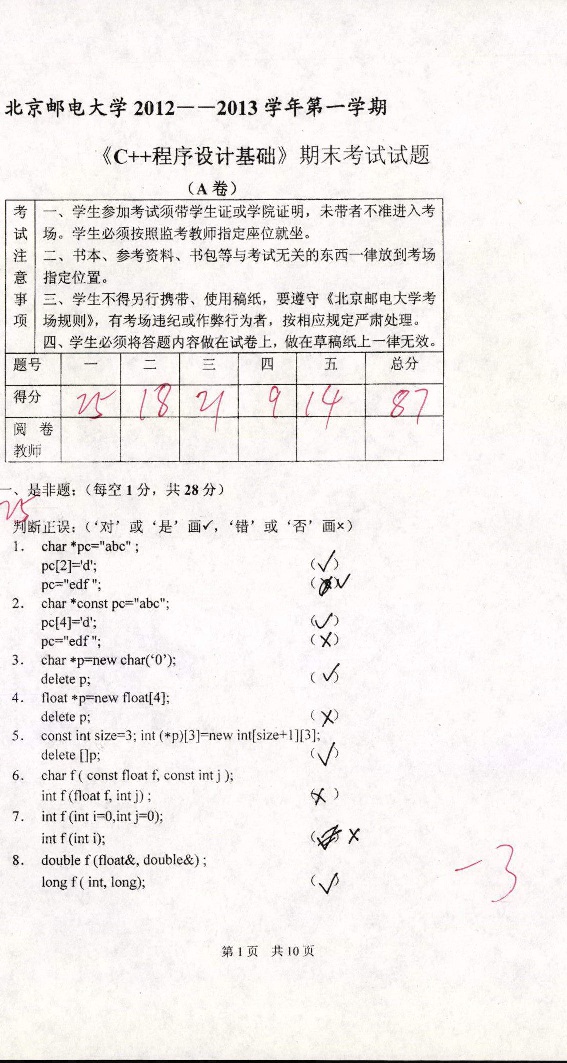 北京邮电大学 2012——2013 学年第一学期
《C++程序设计基础》期末考试试题
（A 卷）
考试注意事项
一、学生参加考试须带学生证或学院证明，未带者不准进入考
场。学生必须按照监考教师指定座位就坐。
二、书本、参考资料、书包等与考试无关的东西一律放到考场
指定位置。
三、学生不得另行携带、使用稿纸，要遵守《北京邮电大学考
场规则》，有考场违纪或作弊行为者，按相应规定严肃处理。
四、学生必须将答题内容做在试卷上，做在草稿纸上一律无效。
题号 一 二 三 四 五 总分
得分 25 18 21 9 14 87
阅 卷
教师
一、是非题：（每空 1 分，共 28 分）
25
判断正误：（‘对’或‘是’画✓，‘错’或‘否’画×）
1. char *pc="abc" ;
pc[2]='d'; (✓)
pc="edf "; ( ) ✓
2. char *const pc="abc";
pc[4]='d'; (✓)
pc="edf "; (×)
3. char *p=new char(‘0’);
delete p; (✓)
4. float *p=new float[4];
delete p; (×)
5. const int size=3; int (*p)[3]=new int[size+1][3];
delete []p; (✓)
6. char f ( const float f, const int j );
int f (float f, int j) ; (× )
7. int f (int i=0,int j=0);
int f (int i); ( ) ×
8. double f (float&, double&) ;
long f ( int, long); (✓)
-3
第 1 页 共 10 页